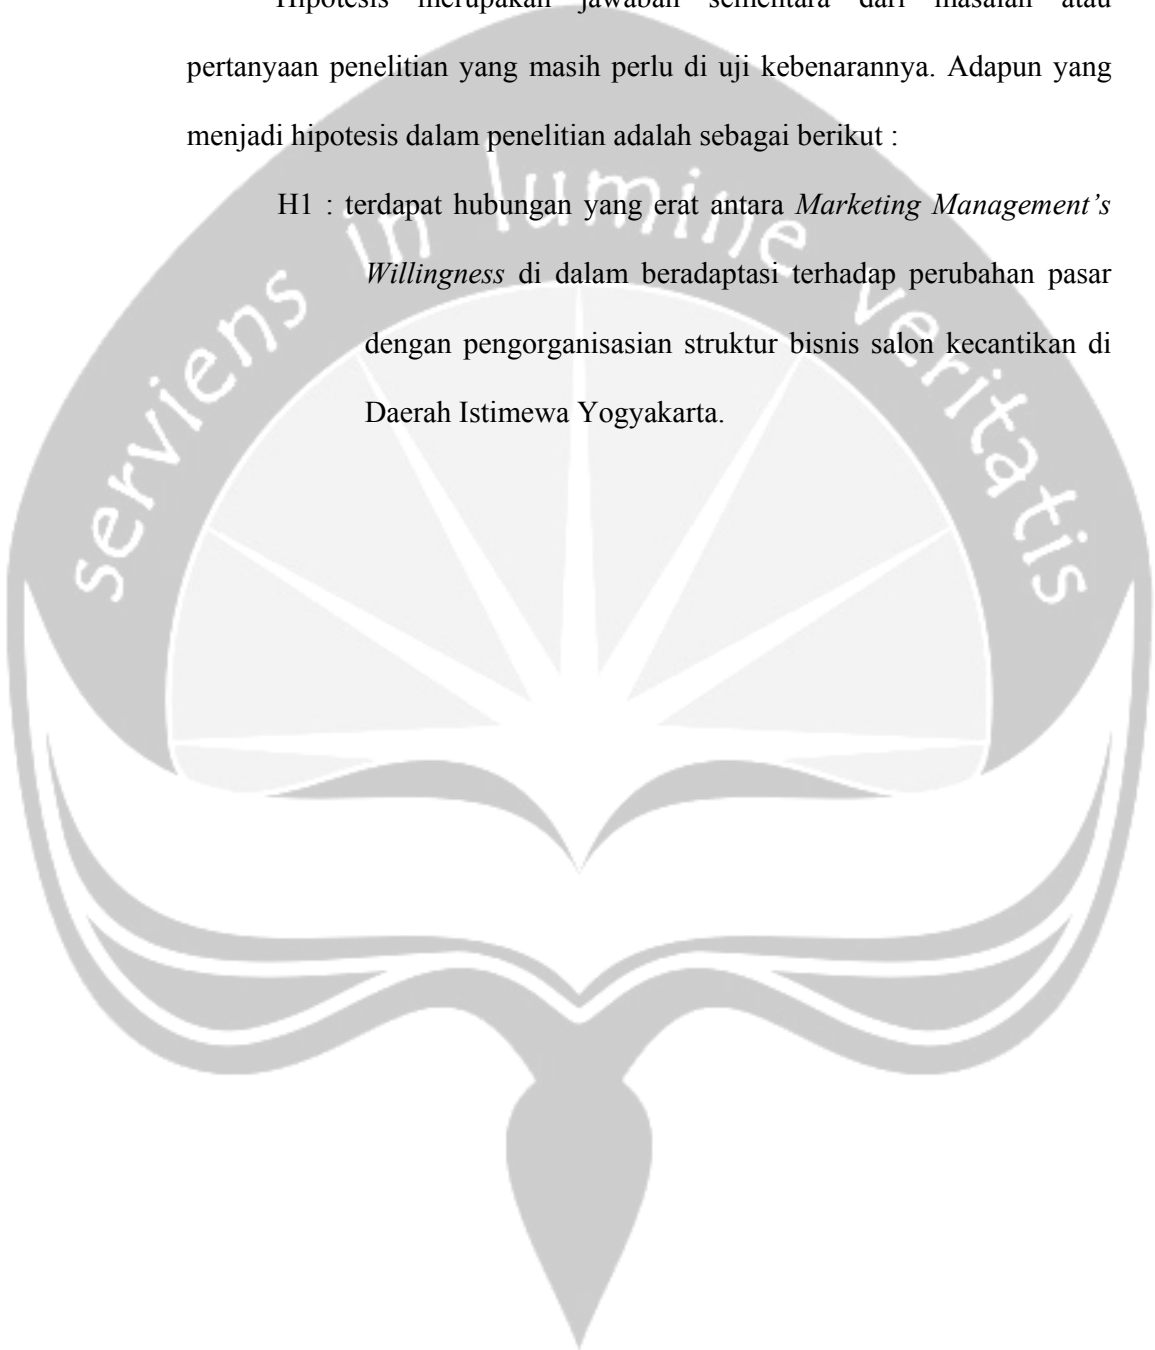 Hipotesis merupakan jawaban sementara dari masalah atau
pertanyaan penelitian yang masih perlu di uji kebenarannya. Adapun yang
menjadi hipotesis dalam penelitian adalah sebagai berikut :
H1 : terdapat hubungan yang erat antara Marketing Management’s
Willingness di dalam beradaptasi terhadap perubahan pasar
dengan pengorganisasian struktur bisnis salon kecantikan di
Daerah Istimewa Yogyakarta.
serviens in lumine veritatis